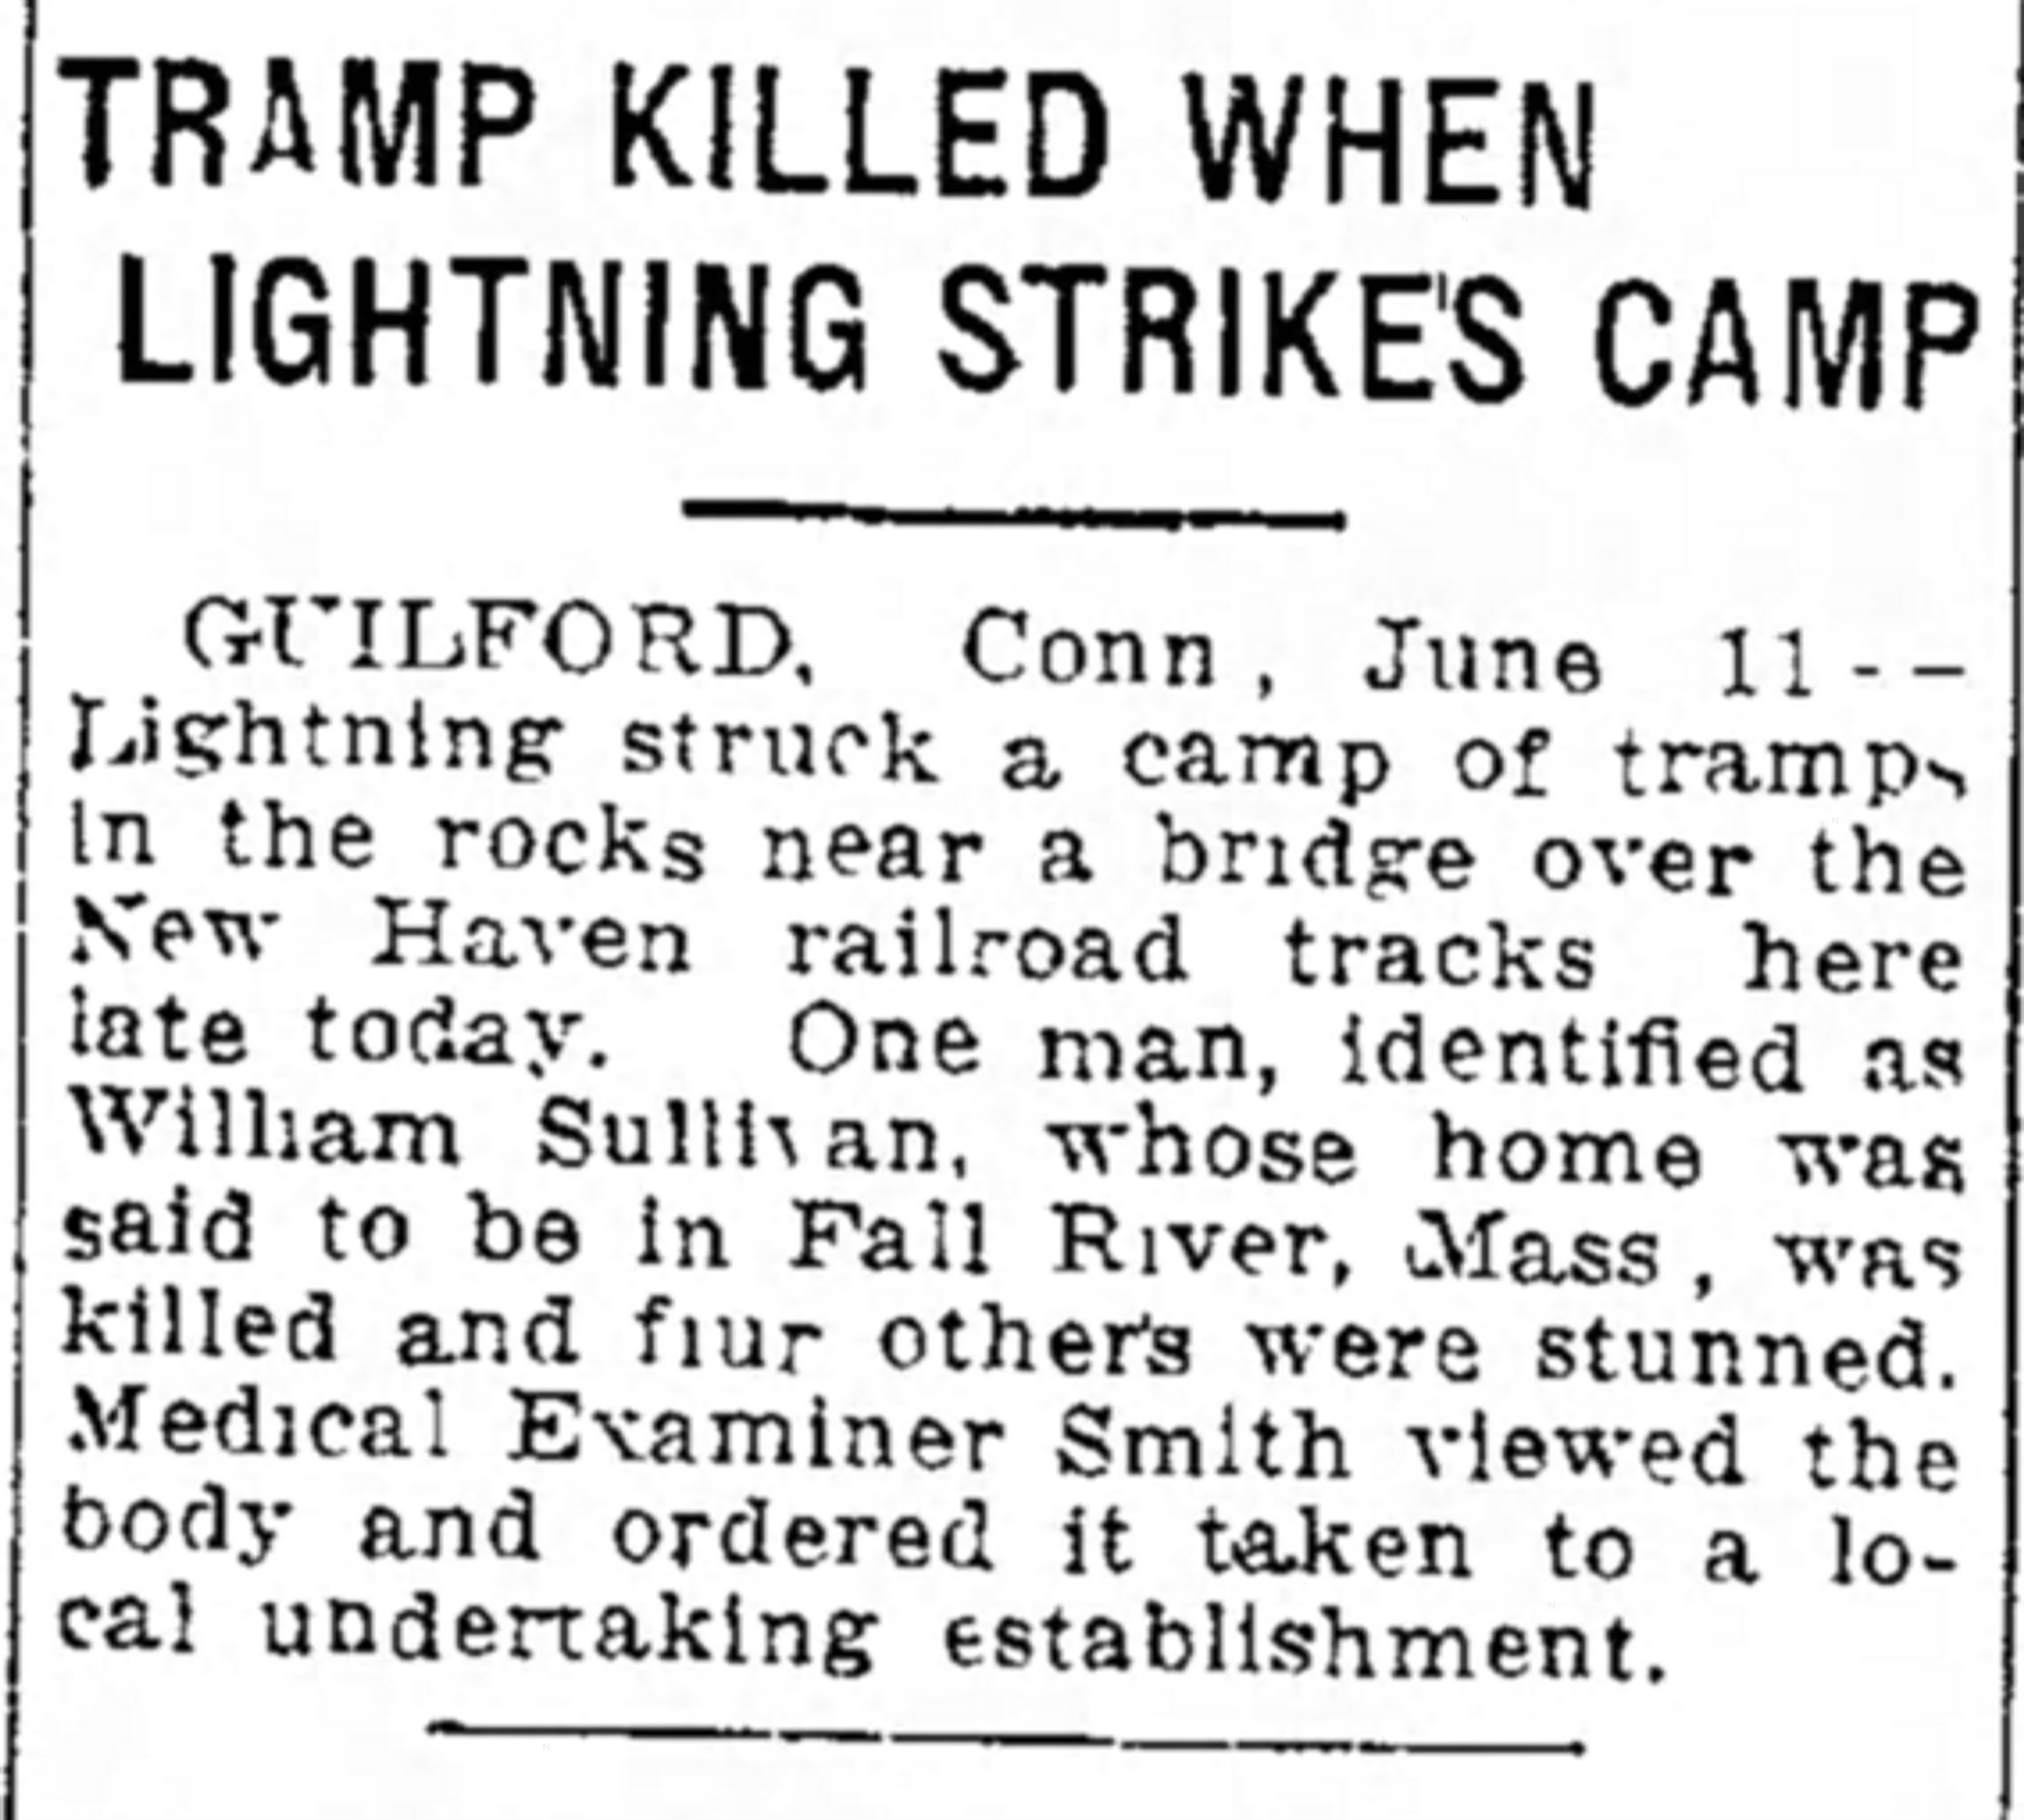 TRAMP KILLED WHEN
LIGHTNING STRIKE'S CAMP
GUILFORD, Conn, June 11--
Lightning struck a camp of tramps
in the rocks near a bridge over the
New Haven railroad tracks here
late today. One man, identified as
William Sullivan, whose home was
said to be in Fall River, Mass, was
killed and fiur others were stunned.
Medical Examiner Smith viewed the
body and ordered it taken to a lo-
cal undertaking establishment.